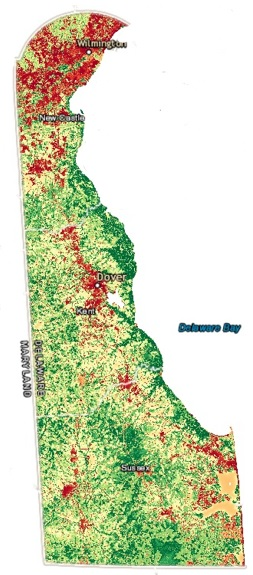 Wilmington
New Castle
Dover
Kent
Delaware Bay
DELAWARE
MARYLAND
Sussex